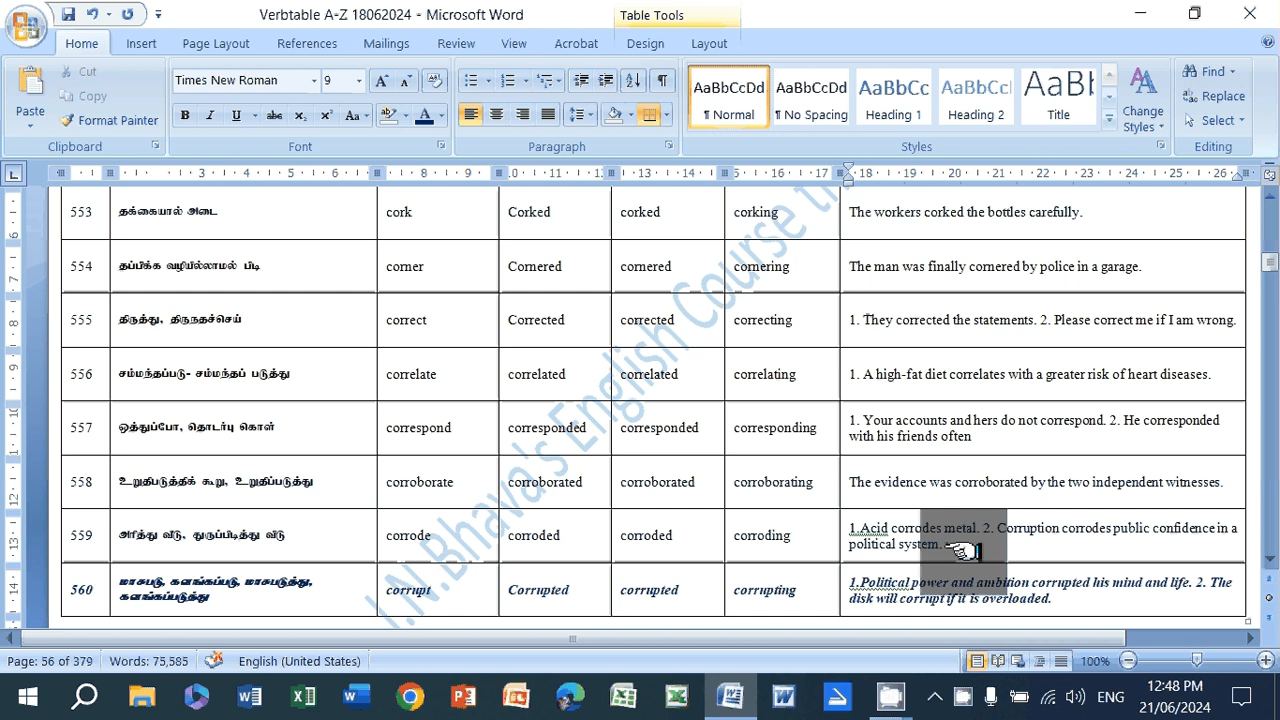 Verbtable A-Z 18062024 - Microsoft Word
Table Tools
Home Insert Page Layout References Mailings Review View Acrobat Design Layout
Cut
Copy
Format Painter
Paste
Clipboard
Times New Roman 9
Font
Paragraph
AaBbCcDd AaBbCcDd AaBbCc AaBbCc
¶ Normal ¶ No Spacing Heading 1 Heading 2 Title
Change Styles
Styles
Find
Replace
Select
Editing
553 தக்கையால் அடை cork Corked corked corking The workers corked the bottles carefully.
554 தப்பிக்க வழியில்லாமல் பிடி corner Cornered cornered cornering The man was finally cornered by police in a garage.
555 திருத்து, திருநதச்செய் correct Corrected corrected correcting 1. They corrected the statements. 2. Please correct me if I am wrong.
556 சம்மந்தப்படு- சம்மந்தப் படுத்து correlate correlated correlated correlating 1. A high-fat diet correlates with a greater risk of heart diseases.
557 ஒத்துப்போ, தொடர்பு கொள் correspond corresponded corresponded corresponding 1. Your accounts and hers do not correspond. 2. He corresponded
with his friends often
558 உறுதிபடுத்திக் கூறு, உறுதிப்படுத்து corroborate corroborated corroborated corroborating The evidence was corroborated by the two independent witnesses.
559 அரித்து வீடு, துருப்பிடித்து வீடு corrode corroded corroded corroding 1.Acid corrodes metal. 2. Corruption corrodes public confidence in a
political system.
560 மாசுபடு, களங்கப்படு, மாசுபடுத்து, களங்கப்படுத்து corrupt Corrupted corrupted corrupting 1.Political power and ambition corrupted his mind and life. 2. The
disk will corrupt if it is overloaded.
I.N.Bhava's English Course
Page: 56 of 379 Words: 75,585 English (United States) 100%
ENG
12:48 PM
21/06/2024